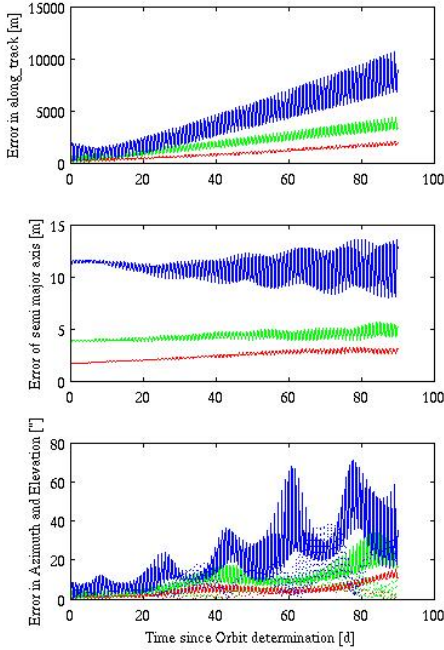 15000
10000
5000
0
Error in along_track [m]
0 20 40 60 80 100
15
10
5
0
Error of semi major axis [m]
0 20 40 60 80 100
80
60
40
20
0
Error in Azimuth and Elevation ["]
0 20 40 60 80 100
Time since Orbit determination [d]